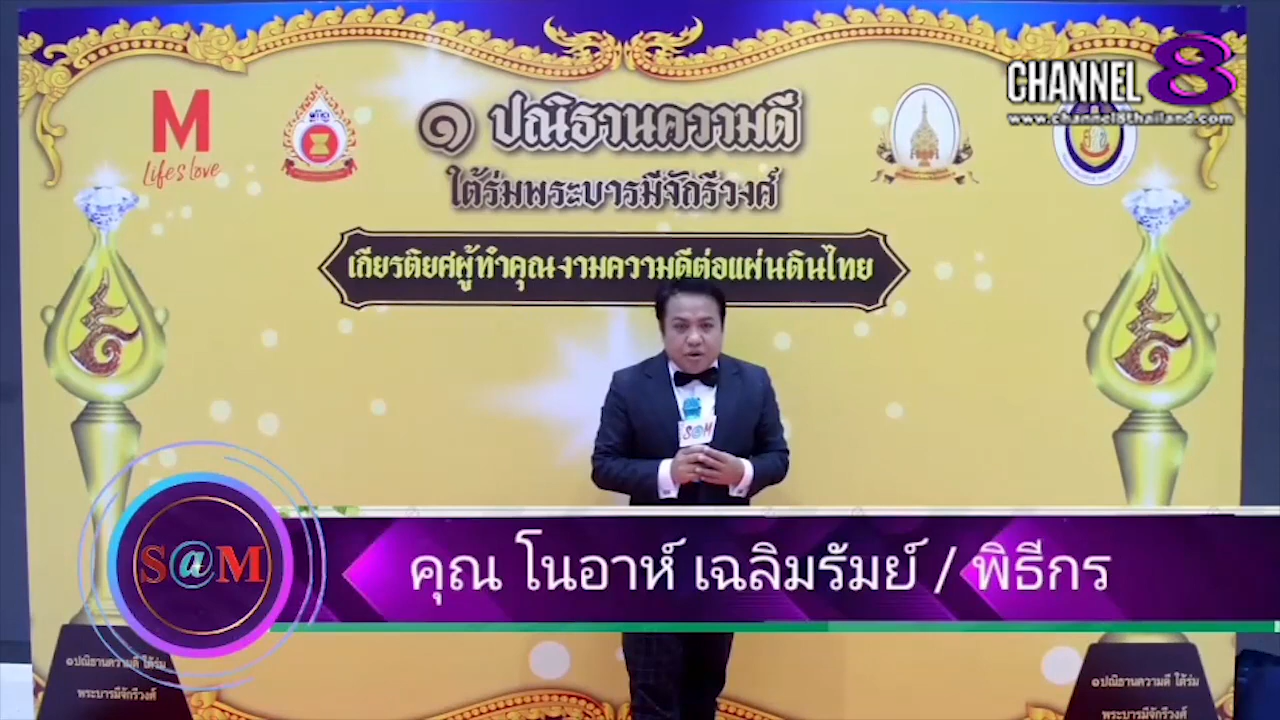 CHANNEL 8
www.channel8thailand.com
M
Life's love
๑ ปณิธานความดี
ใต้ร่มพระบารมีจักรีวงศ์
เกียรติยศผู้ทำคุณงามความดีต่อแผ่นดินไทย
S@M
S@M
คุณ โนอาห์ เฉลิมรัมย์ / พิธีกร
๑ปณิธานความดี ใต้ร่ม
พระบารมีจักรีวงศ์
๑ปณิธานความดี ใต้ร่ม
พระบารมีจักรีวงศ์